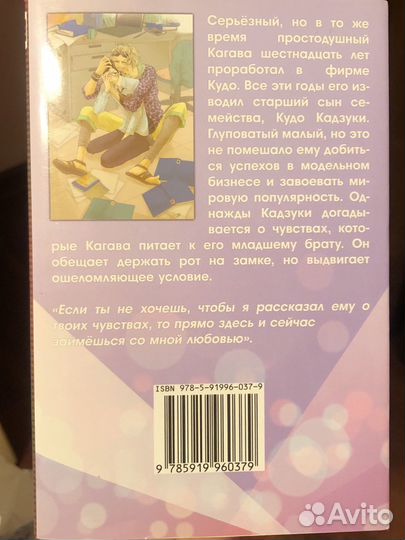 Серьёзный, но в то же
время простодушный
Кагава шестнадцать лет
проработал в фирме
Кудо. Все эти годы его из-
водил старший сын се-
мейства, Кудо Кадзуки.
Глуповатый малый, но это
не помешало ему добить-
ся успехов в модельном
бизнесе и завоевать ми-
ровую популярность. Од-
нажды Кадзуки догады-
вается о чувствах, кото-
рые Кагава питает к его младшему брату. Он
обещает держать рот на замке, но выдвигает
ошеломляющее условие.
«Если ты не хочешь, чтобы я рассказал ему о
твоих чувствах, то прямо здесь и сейчас
займёшься со мной любовью».
ISBN 978-5-91996-037-9
9 785919 960379
Avito